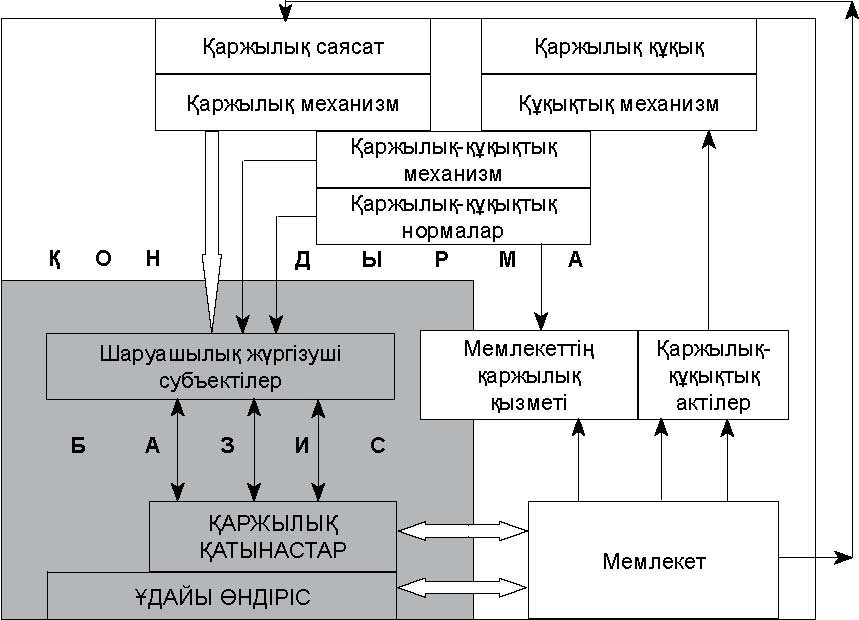 Қаржылық саясат
Қаржылық құқық
Қаржылық механизм
Құқықтық механизм
Қаржылық-құқықтық
механизм
Қаржылық-құқықтық
нормалар
Қ О Н Д Ы Р М А
Шаруашылық жүргізуші
субъектілер
Мемлекеттің
қаржылық
қызметі
Қаржылық-
құқықтық
актілер
Б А З И С
ҚАРЖЫЛЫҚ
ҚАТЫНАСТАР
Мемлекет
ҰДАЙЫ ӨНДІРІС